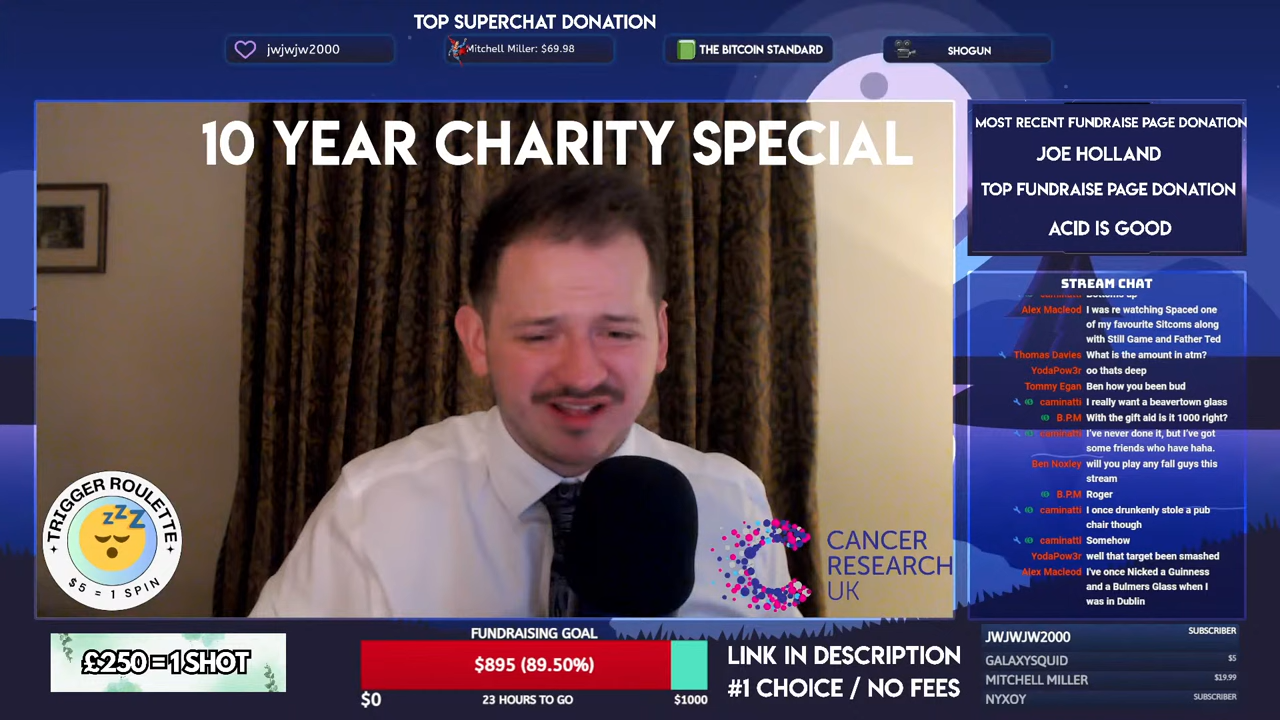 TOP SUPERCHAT DONATION
jwjwjw2000
Mitchell Miller: $69.98
THE BITCOIN STANDARD
SHOGUN
10 YEAR CHARITY SPECIAL
MOST RECENT FUNDRAISE PAGE DONATION
JOE HOLLAND
TOP FUNDRAISE PAGE DONATION
ACID IS GOOD
STREAM CHAT
Alex Macleod I was re watching Spaced one
of my favourite Sitcoms along
with Still Game and Father Ted
Thomas Davies What is the amount in atm?
YodaPow3r oo thats deep
Tommy Egan Ben how you been bud
caminatti I really want a beavertown glass
B.P.M With the gift aid is it 1000 right?
caminatti I've never done it, but I've got
some friends who have haha.
Ben Noxley will you play any fall guys this
stream
B.P.M Roger
caminatti I once drunkenly stole a pub
chair though
caminatti Somehow
YodaPow3r well that target been smashed
Alex Macleod I've once Nicked a Guinness
and a Bulmers Glass when I
was in Dublin
TRIGGER ROULETTE
zzz
$5 = 1 SPIN
CANCER
RESEARCH
UK
£250 = 1 SHOT
FUNDRAISING GOAL
$895 (89.50%)
$0
23 HOURS TO GO
$1000
LINK IN DESCRIPTION
#1 CHOICE / NO FEES
JWJWJW2000 SUBSCRIBER
GALAXYSQUID $5
MITCHELL MILLER $19.99
NYXOY SUBSCRIBER